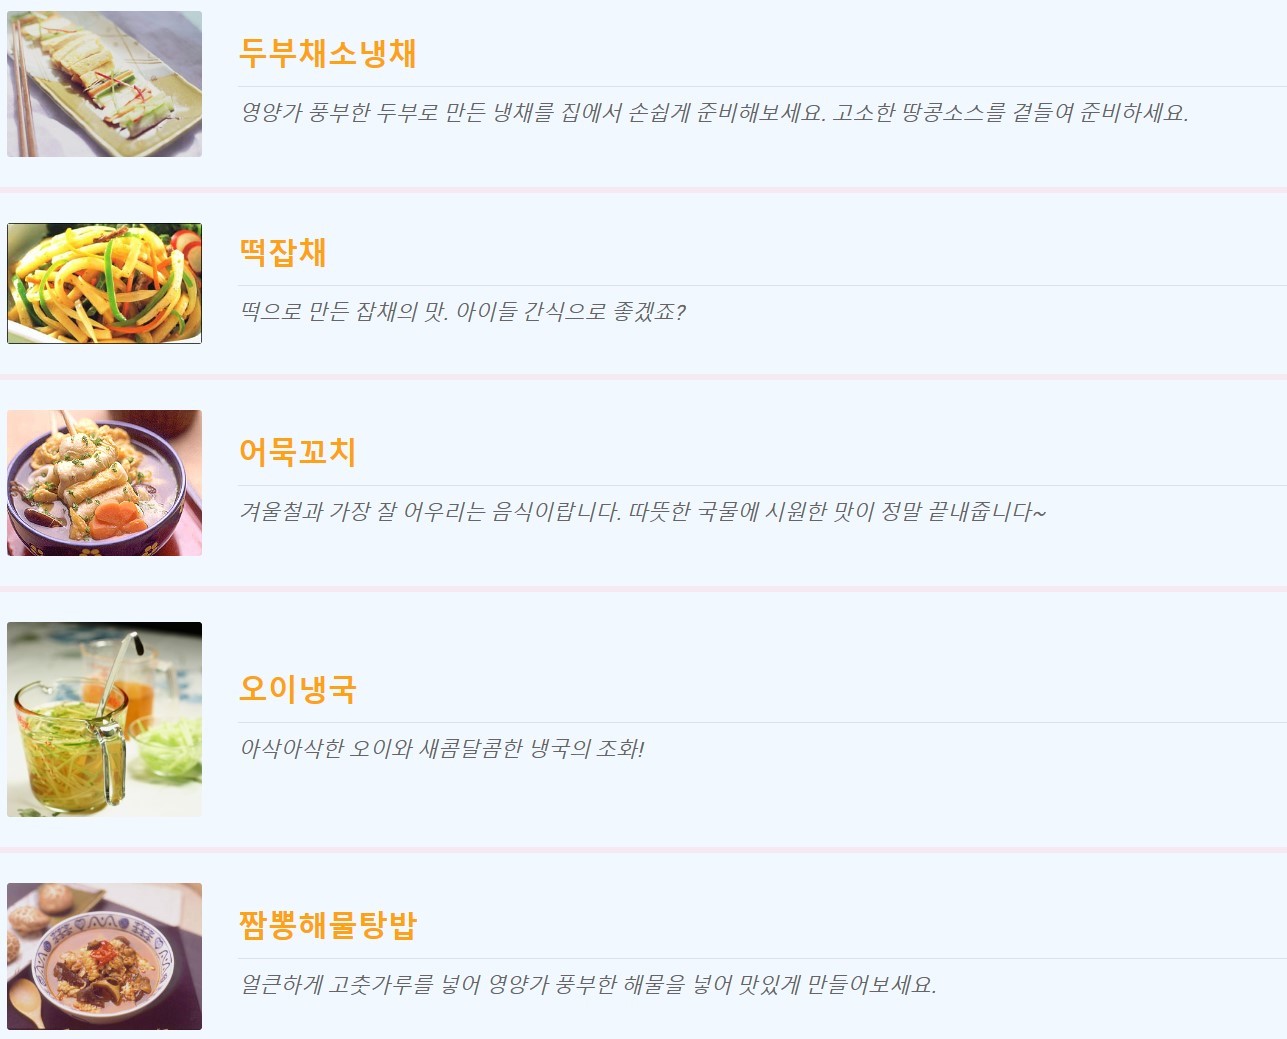 두부채소냉채
영양가 풍부한 두부로 만든 냉채를 집에서 손쉽게 준비해보세요. 고소한 땅콩소스를 곁들여 준비하세요.
떡잡채
떡으로 만든 잡채의 맛. 아이들 간식으로 좋겠죠?
어묵꼬치
겨울철과 가장 잘 어우리는 음식이랍니다. 따뜻한 국물에 시원한 맛이 정말 끝내줍니다~
오이냉국
아삭아삭한 오이와 새콤달콤한 냉국의 조화!
짬뽕해물탕밥
얼큰하게 고춧가루를 넣어 영양가 풍부한 해물을 넣어 맛있게 만들어보세요.